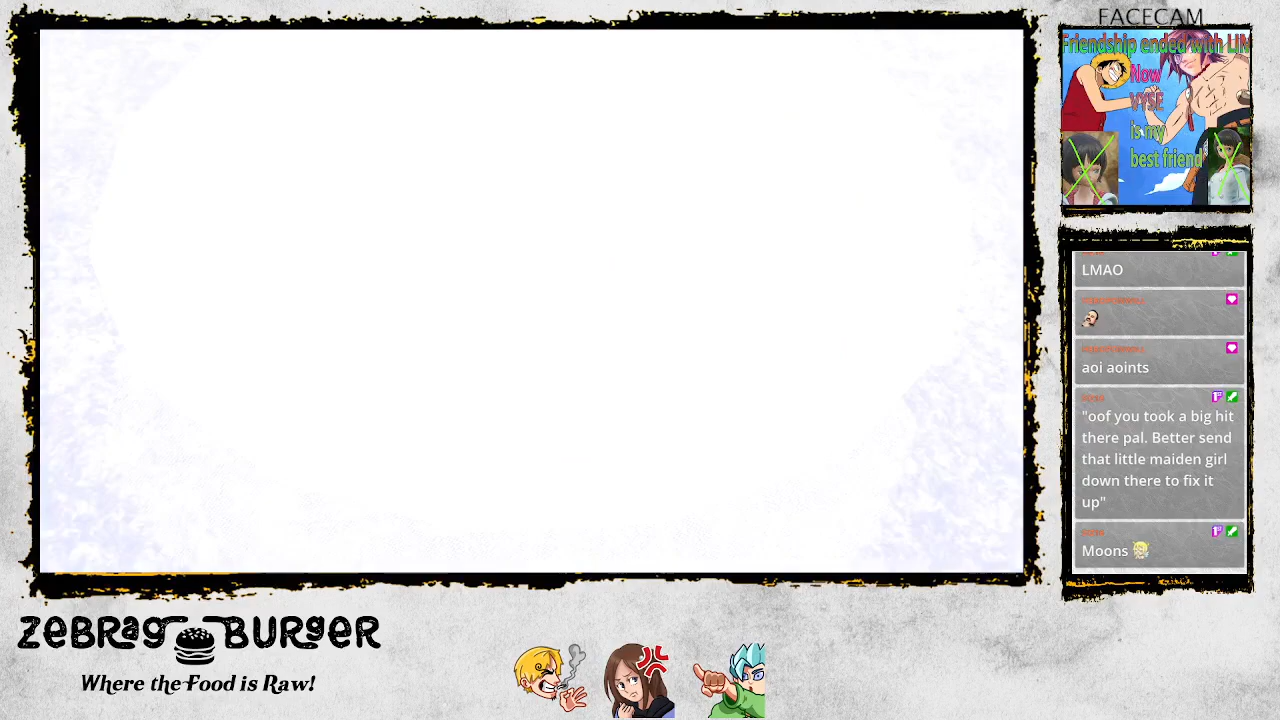 FACECAM
Friendship ended with LIN
Now
VYSE
is my
best friend
LMAO
aoi aoints
"oof you took a big hit
there pal. Better send
that little maiden girl
down there to fix it
up"
Moons
ZEBRAG BURGER
Where the Food is Raw!